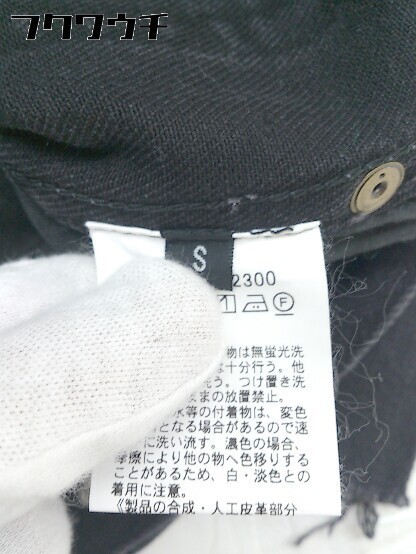 フクワウチ
S
2300
F
物は無蛍光洗
は十分行う。他
洗う。つけ置き洗
ままの放置禁止。
水等の付着物は、変色
となる場合があるので速
に洗い流す。濃色の場合、
摩擦により他の物へ色移りする
ことがあるため、白・淡色との
着用に注意。
《製品の合成・人工皮革部分